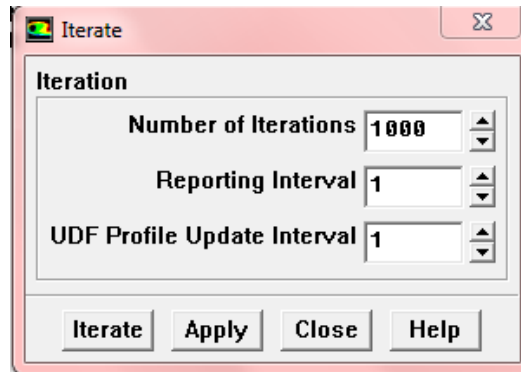 Iterate
Iteration
Number of Iterations 1000
Reporting Interval 1
UDF Profile Update Interval 1
Iterate Apply Close Help